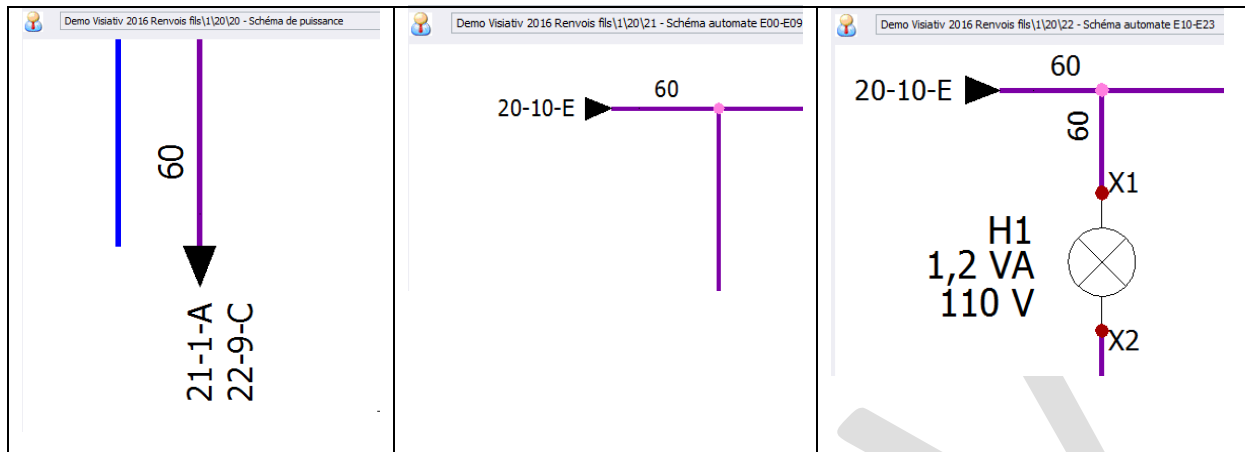 Demo Visiativ 2016 Renvois fils\1\20\20 - Schéma de puissance
60
21-1-A
22-9-C
Demo Visiativ 2016 Renvois fils\1\20\21 - Schéma automate E00-E09
20-10-E
60
Demo Visiativ 2016 Renvois fils\1\20\22 - Schéma automate E10-E23
20-10-E
60
60
X1
H1
1,2 VA
110 V
X2